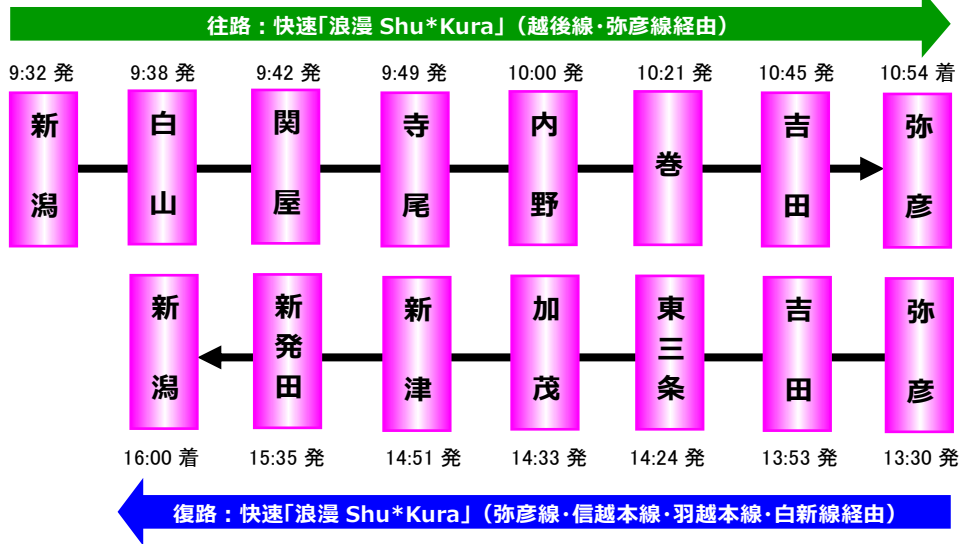 往路：快速「浪漫 Shu*Kura」（越後線・弥彦線経由）
9:32 発 9:38 発 9:42 発 9:49 発 10:00 発 10:21 発 10:45 発 10:54 着
新潟 白山 関屋 寺尾 内野 巻 吉田 弥彦
新潟 新発田 新津 加茂 東三条 吉田 弥彦
16:00 着 15:35 発 14:51 発 14:33 発 14:24 発 13:53 発 13:30 発
復路：快速「浪漫 Shu*Kura」（弥彦線・信越本線・羽越本線・白新線経由）